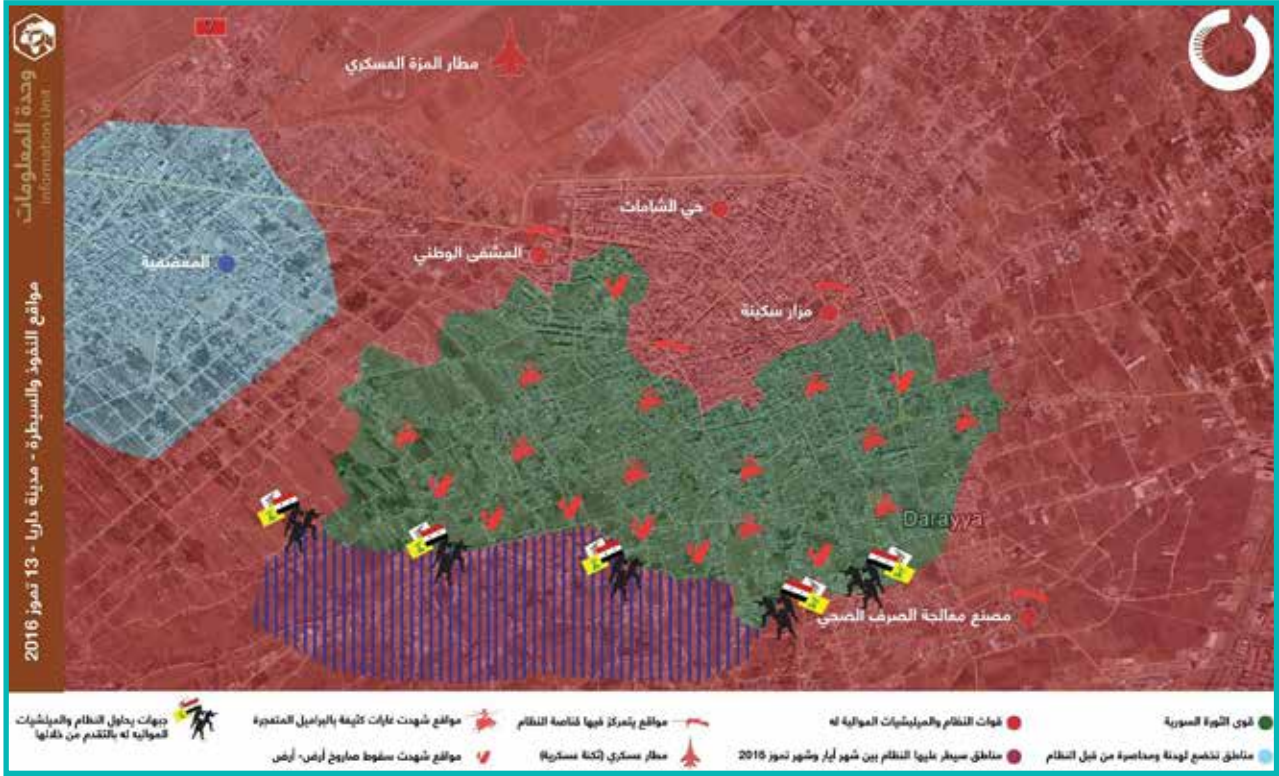 وحدة المعلومات
Information Unit
مواقع النفوذ والسيطرة - مدينة داريا - 13 تموز 2016
مطار المزة العسكري
حي الشامات
المشفى الوطني
المعضمية
مزار سكينة
Darayya
مصنع معالجة الصرف الصحي
قوى الثورة السورية
قوات النظام والميليشيات الموالية له
مواقع يتمركز فيها قناصة النظام
مواقع شهدت غارات كثيفة بالبراميل المتفجرة
جبهات يحاول النظام والميلشيات
المواليه له بالتقدم من خلالها
مناطق تخضع لهدنة ومحاصرة من قبل النظام
مناطق سيطر عليها النظام بين شهر أيار وشهر تموز 2016
مطار عسكري (ثكنة عسكرية)
مواقع شهدت سقوط صاروخ أرض- أرض